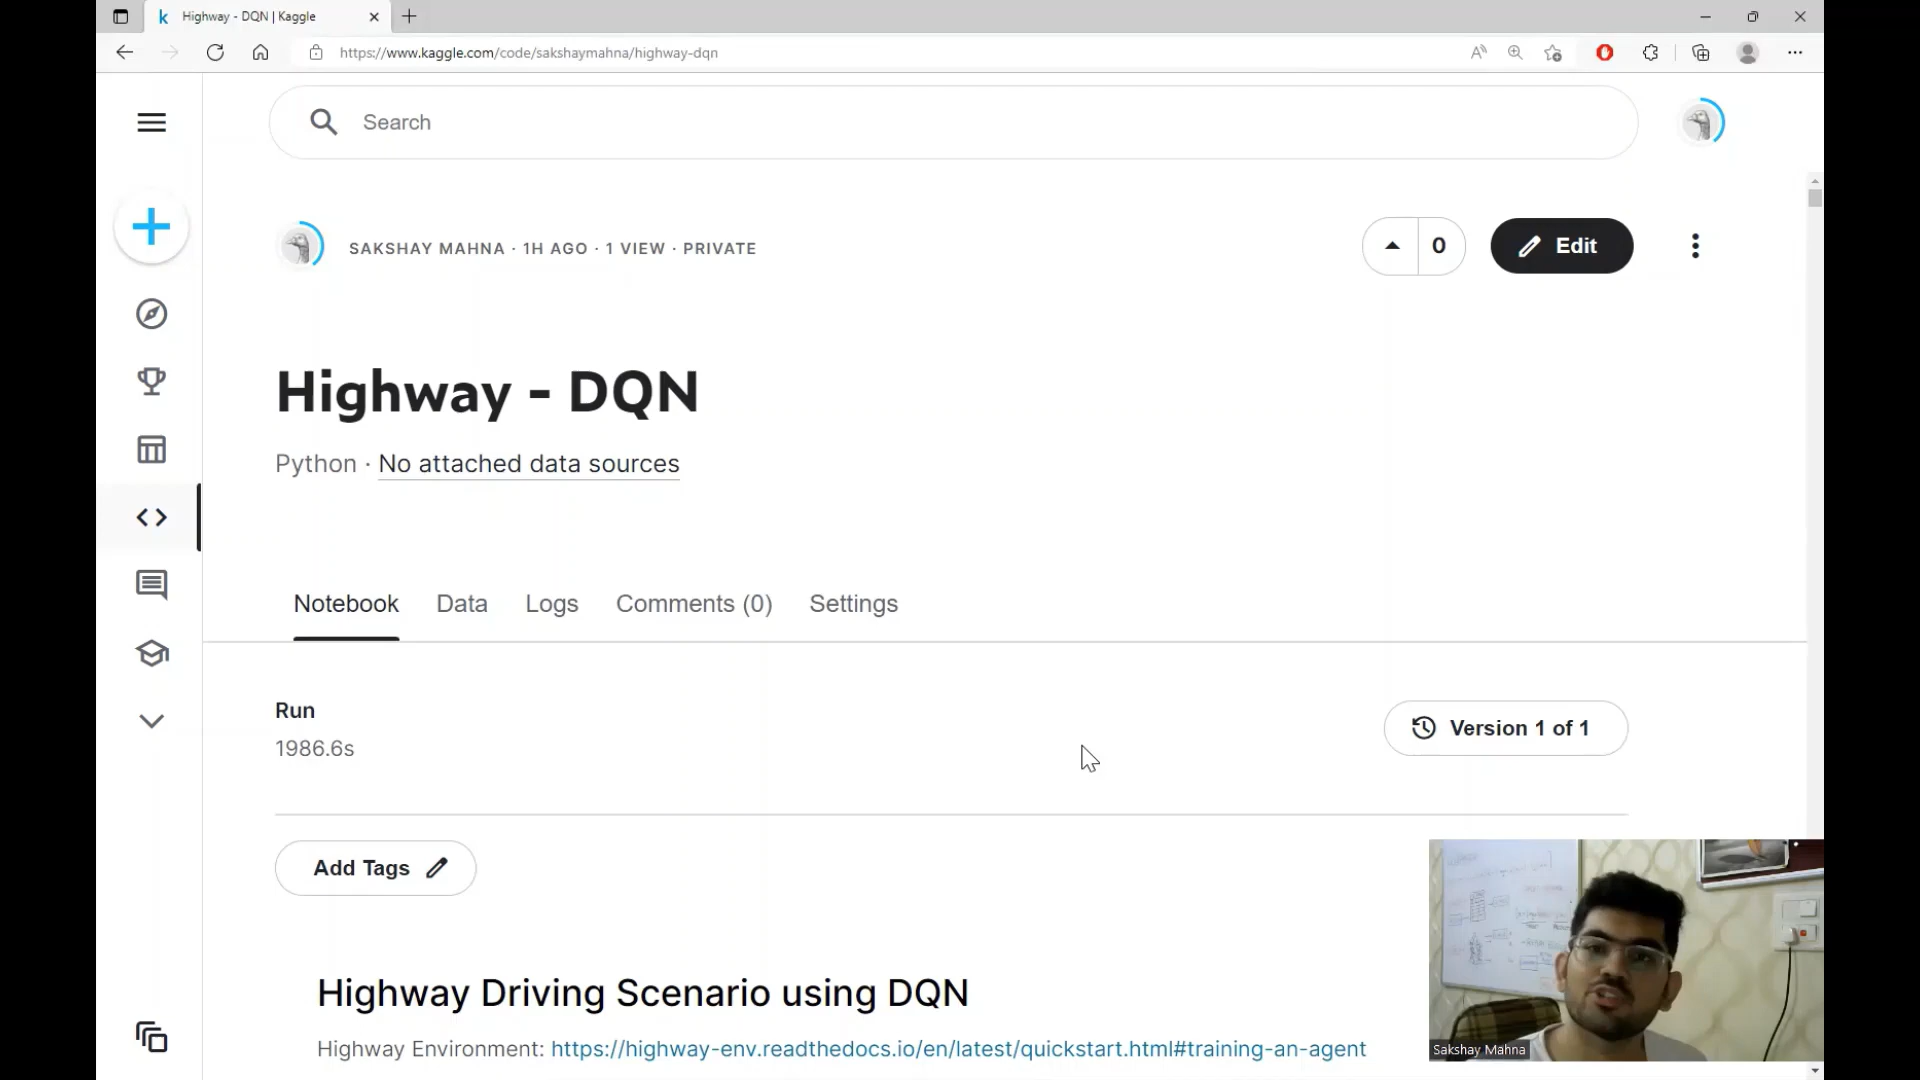 Highway - DQN | Kaggle
https://www.kaggle.com/code/sakshaymahna/highway-dqn
Search
SAKSHAY MAHNA · 1H AGO · 1 VIEW · PRIVATE
0
Edit
Highway - DQN
Python · No attached data sources
Notebook Data Logs Comments (0) Settings
Run
1986.6s
Version 1 of 1
Add Tags
Highway Driving Scenario using DQN
Highway Environment: https://highway-env.readthedocs.io/en/latest/quickstart.html#training-an-agent
Sakshay Mahna